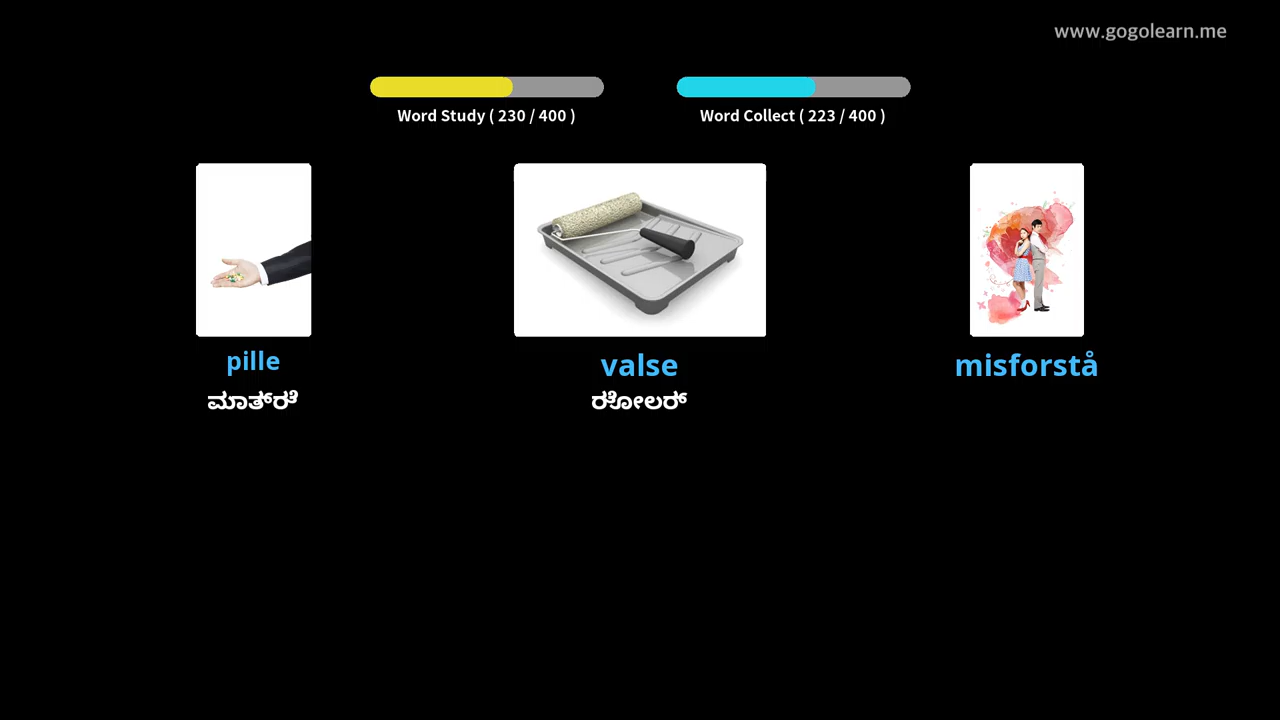 www.gogolearn.me
Word Study ( 230 / 400 )
Word Collect ( 223 / 400 )
pille
valse
misforstå
ಮಾತ್ರೆ
ರೋಲರ್